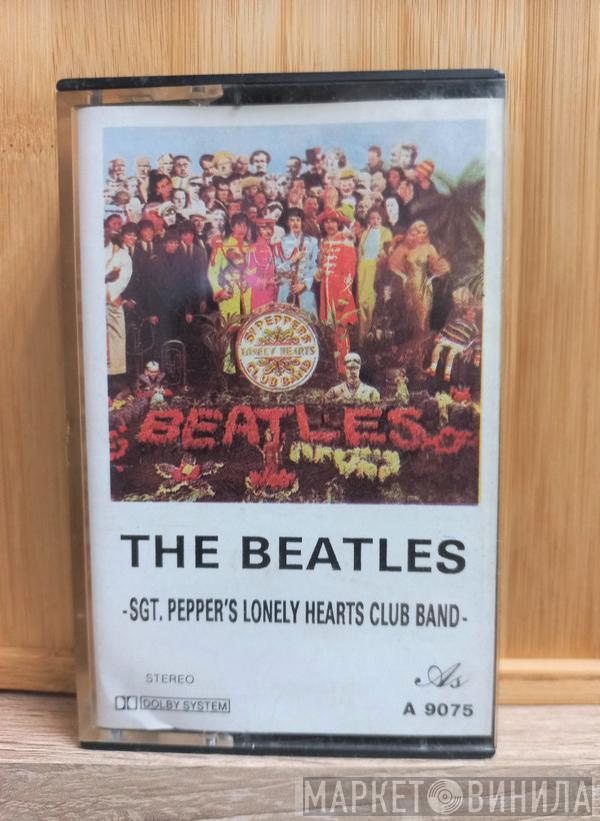 SGT PEPPER'S
LONELY HEARTS
CLUB BAND
BEATLES
THE BEATLES
-SGT. PEPPER'S LONELY HEARTS CLUB BAND-
STEREO
DOLBY SYSTEM
As
A 9075
МАРКЕТ ВИНИЛА